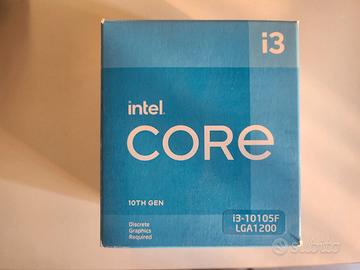 i3
intel.
CORE
10TH GEN
Discrete
Graphics
Required
i3-10105F
LGA1200
subito